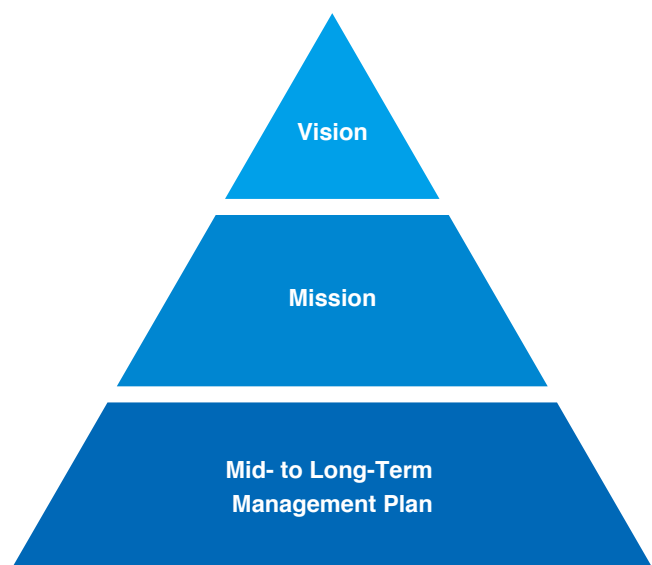 Vision
Mission
Mid- to Long-Term
Management Plan